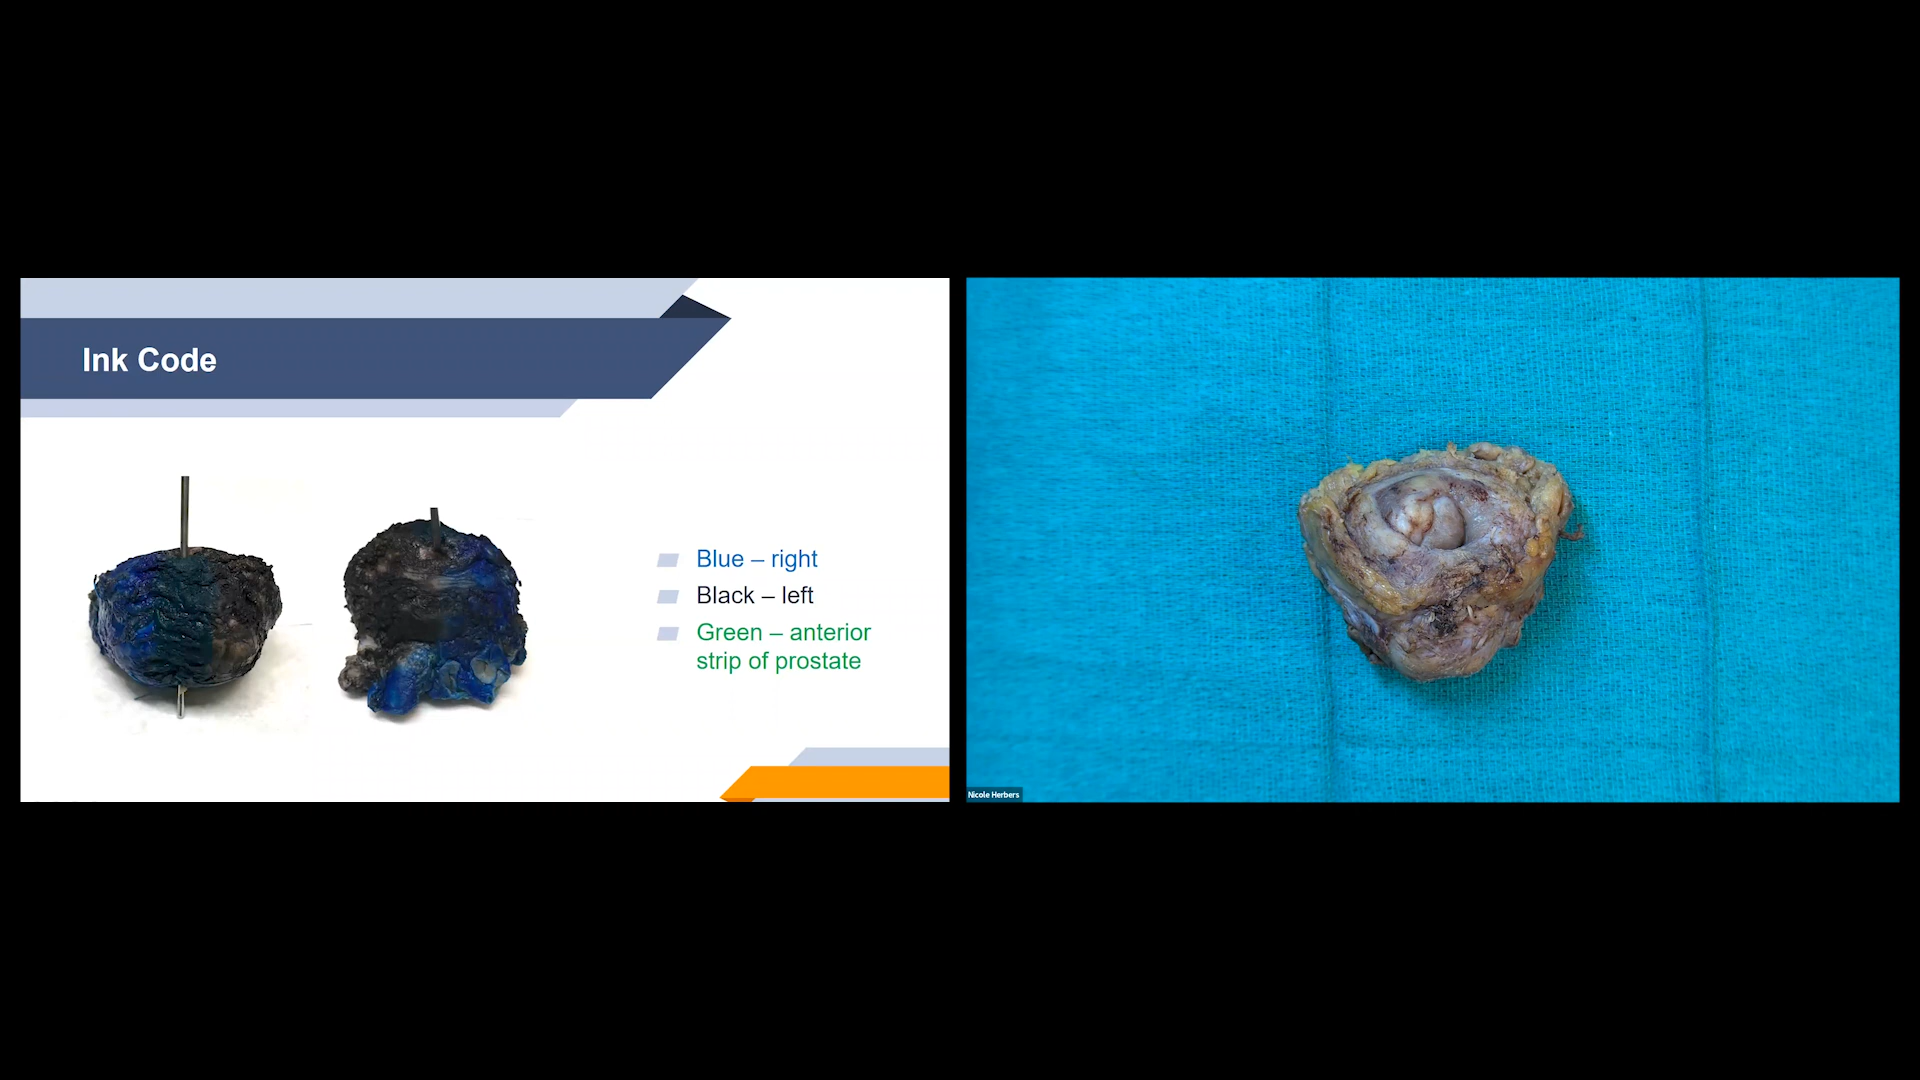 Ink Code
Blue – right
Black – left
Green – anterior
strip of prostate
Nicole Herbers